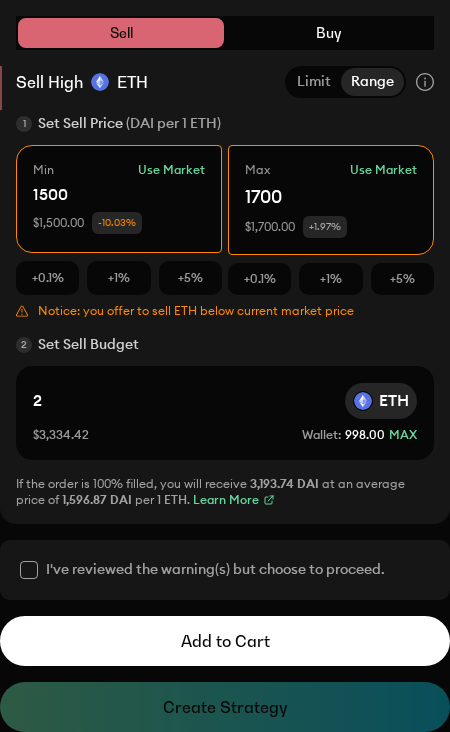 Sell Buy
Sell High ETH Limit Range
1 Set Sell Price (DAI per 1 ETH)
Min Use Market Max Use Market
1500 1700
$1,500.00 -10.03% $1,700.00 +1.97%
+0.1% +1% +5% +0.1% +1% +5%
Notice: you offer to sell ETH below current market price
2 Set Sell Budget
2 ETH
$3,334.42 Wallet: 998.00 MAX
If the order is 100% filled, you will receive 3,193.74 DAI at an average
price of 1,596.87 DAI per 1 ETH. Learn More
I've reviewed the warning(s) but choose to proceed.
Add to Cart
Create Strategy